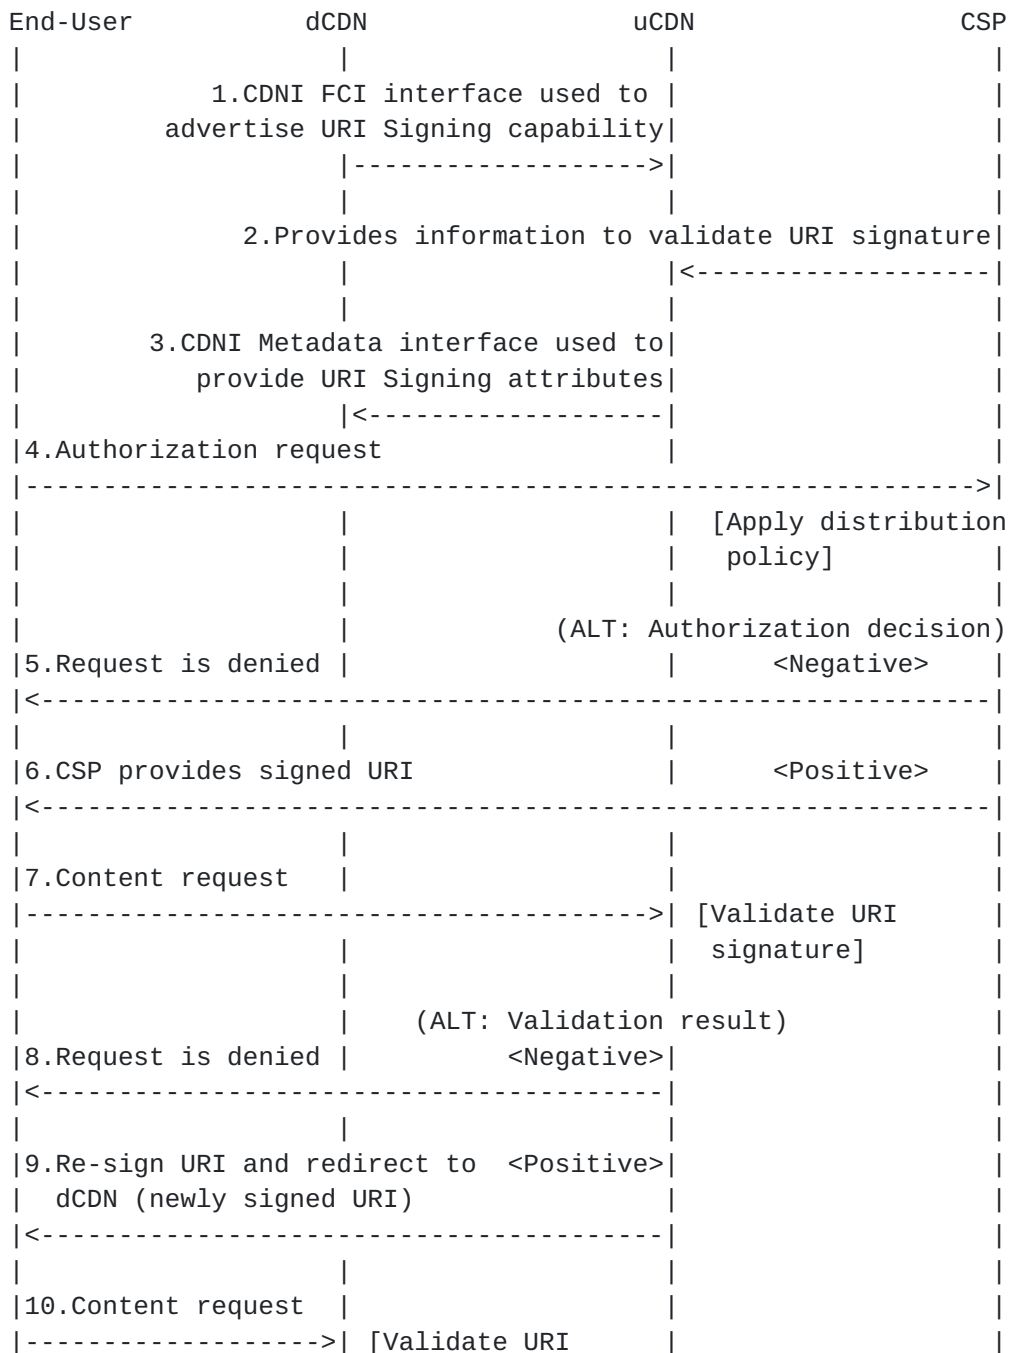 End-User           dCDN                 uCDN                 CSP
|                    |                    |                    |
|            1.CDNI FCI interface used to |                    |
|         advertise URI Signing capability|                    |
|                    |------------------->|                    |
|                    |                    |                    |
|              2.Provides information to validate URI signature|
|                    |                    |<-------------------|
|                    |                    |                    |
|        3.CDNI Metadata interface used to|                    |
|           provide URI Signing attributes|                    |
|                    |<-------------------|                    |
|4.Authorization request                  |                    |
|------------------------------------------------------------->|
|                    |                    |  [Apply distribution
|                    |                    |   policy]          |
|                    |                    |                    |
|                    |             (ALT: Authorization decision)
|5.Request is denied |                    |      <Negative>    |
|<-------------------------------------------------------------|
|                    |                    |                    |
|6.CSP provides signed URI                |      <Positive>    |
|<-------------------------------------------------------------|
|                    |                    |                    |
|7.Content request   |                    |                    |
|---------------------------------------->| [Validate URI      |
|                    |                    |  signature]        |
|                    |                    |                    |
|                    |    (ALT: Validation result)             |
|8.Request is denied |          <Negative>|                    |
|<----------------------------------------|                    |
|                    |                    |                    |
|9.Re-sign URI and redirect to  <Positive>|                    |
|  dCDN (newly signed URI)                |                    |
|<----------------------------------------|                    |
|                    |                    |                    |
|10.Content request  |                    |                    |
|------------------->| [Validate URI      |                    |